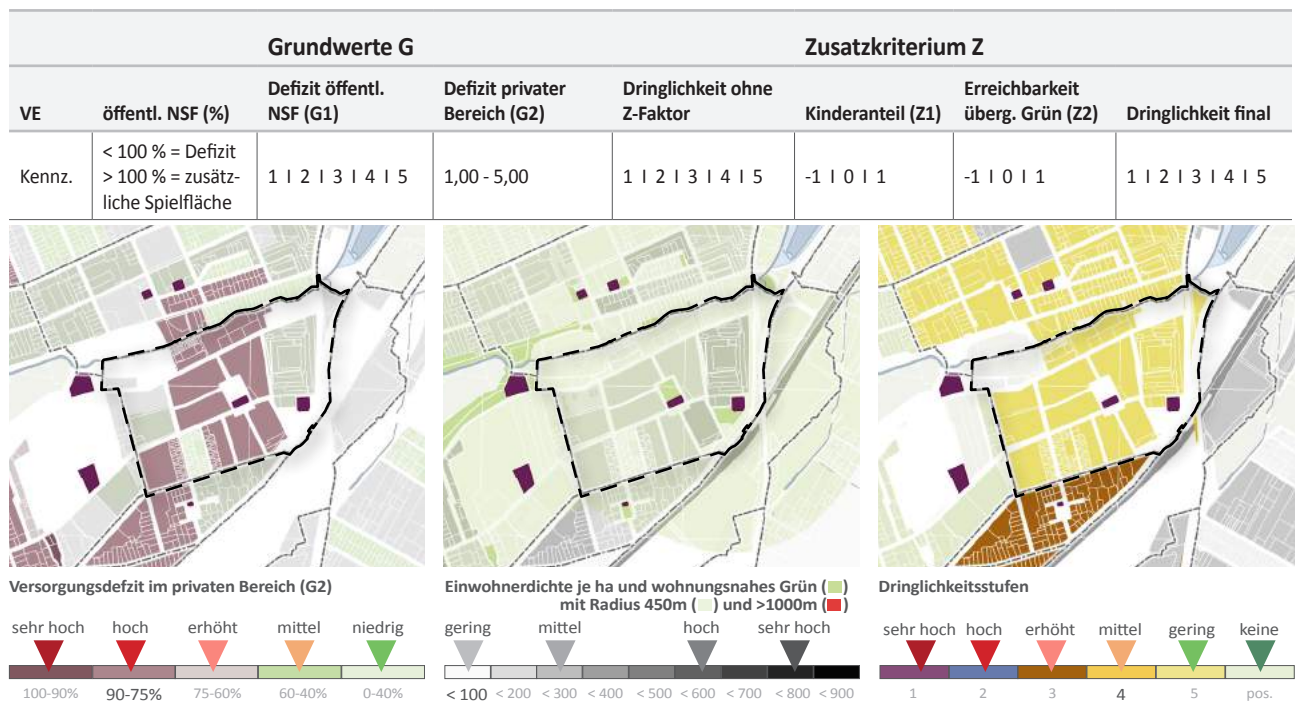 Grundwerte G
Zusatzkriterium Z
VE
öffentl. NSF (%)
Defizit öffentl.
NSF (G1)
Defizit privater
Bereich (G2)
Dringlichkeit ohne
Z-Faktor
Kinderanteil (Z1)
Erreichbarkeit
überg. Grün (Z2)
Dringlichkeit final
Kennz.
< 100 % = Defizit
> 100 % = zusätz-
liche Spielfläche
1 I 2 I 3 I 4 I 5
1,00 - 5,00
1 I 2 I 3 I 4 I 5
-1 I 0 I 1
-1 I 0 I 1
1 I 2 I 3 I 4 I 5
Versorgungsdefzit im privaten Bereich (G2)
sehr hoch hoch erhöht mittel niedrig
100-90% 90-75% 75-60% 60-40% 0-40%
Einwohnerdichte je ha und wohnungsnahes Grün ( )
mit Radius 450m ( ) und >1000m ( )
gering mittel hoch sehr hoch
< 100 < 200 < 300 < 400 < 500 < 600 < 700 < 800 < 900
Dringlichkeitsstufen
sehr hoch hoch erhöht mittel gering keine
1 2 3 4 5 pos.